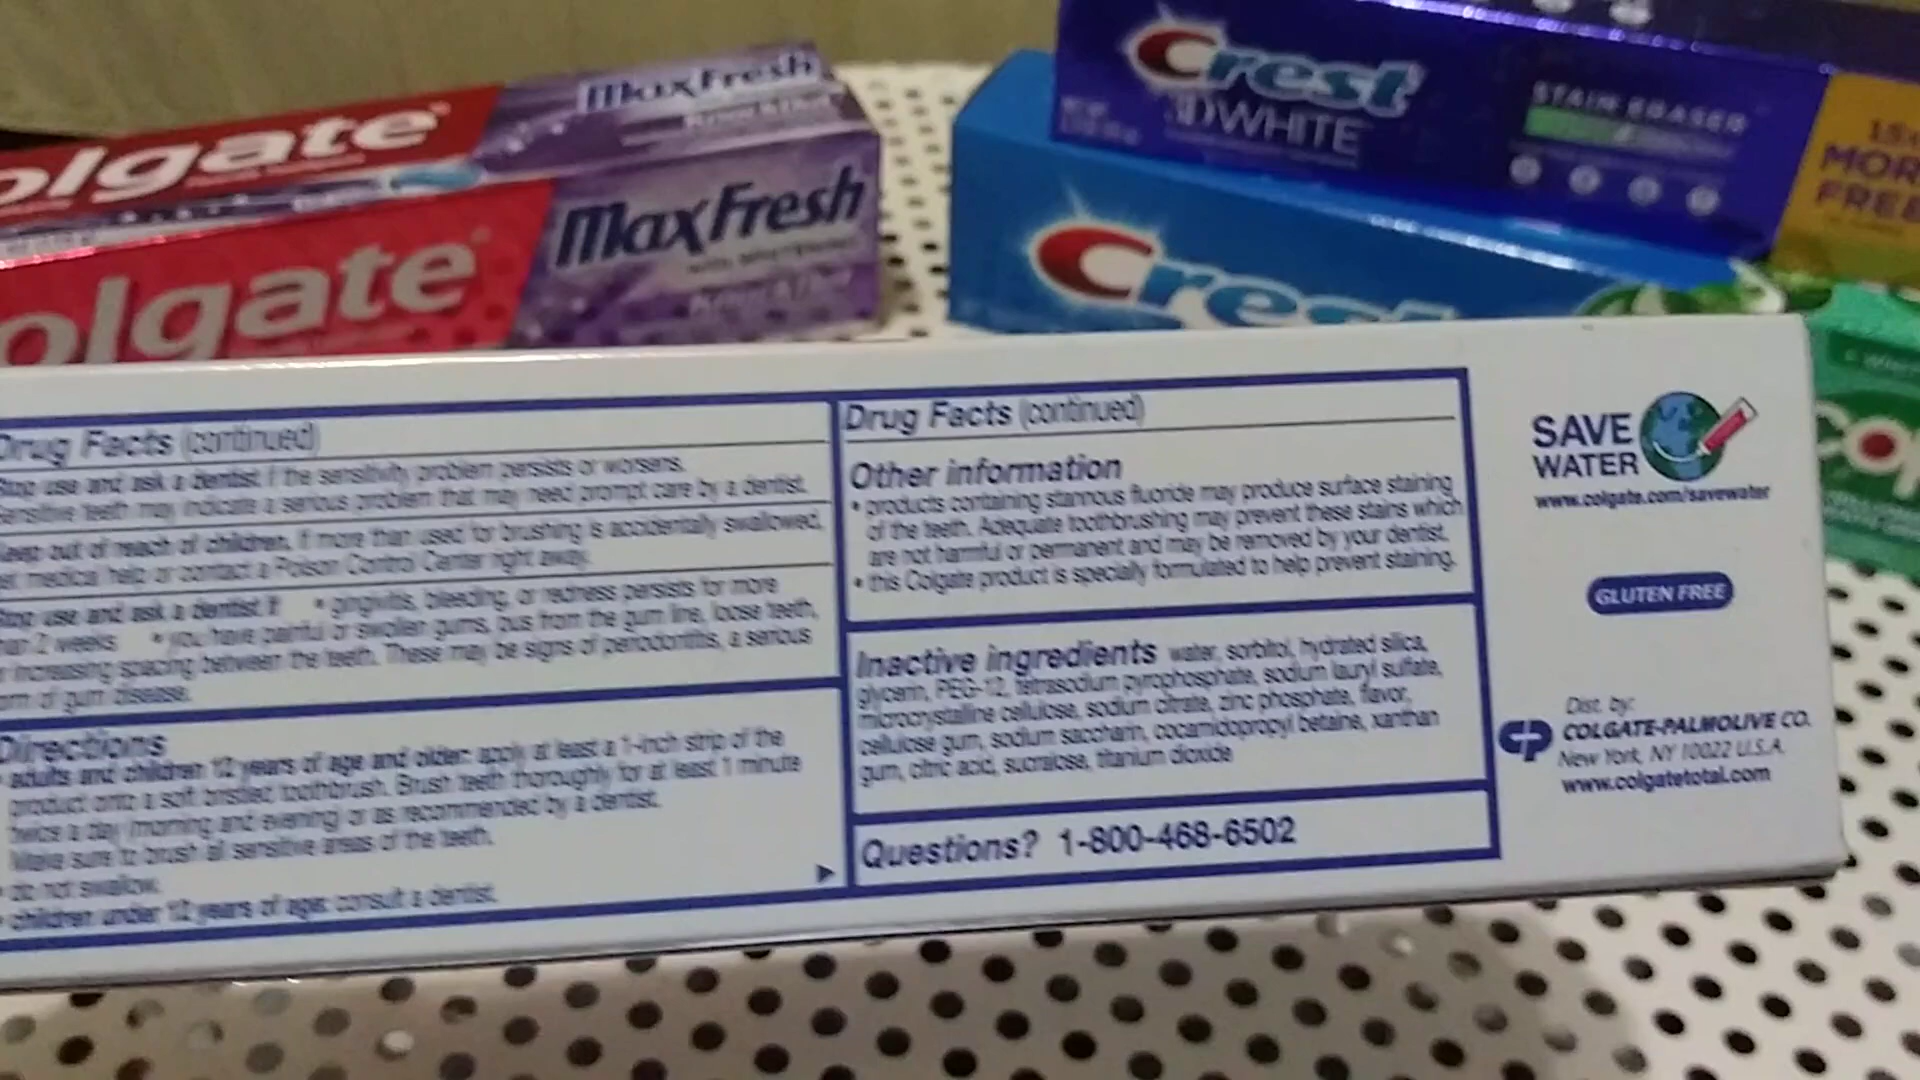 MaxFresh
olgate
MaxFresh
olgate
Crest
3D WHITE
STAIN ERASER
MOR
FREE
Crest
Drug Facts (continued)
Stop use and ask a dentist if the sensitivity problem persists or worsens.
Sensitive teeth may indicate a serious problem that may need prompt care by a dentist.
Keep out of reach of children. If more than used for brushing is accidentally swallowed,
get medical help or contact a Poison Control Center right away.
Stop use and ask a dentist if • gingivitis, bleeding, or redness persists for more
than 2 weeks • you have painful or swollen gums, pus from the gum line, loose teeth,
or increasing spacing between the teeth. These may be signs of periodontitis, a serious
form of gum disease.
Directions
• adults and children 12 years of age and older: apply at least a 1-inch strip of the
product onto a soft bristled toothbrush. Brush teeth thoroughly for at least 1 minute
twice a day (morning and evening) or as recommended by a dentist.
Make sure to brush all sensitive areas of the teeth.
• do not swallow.
• children under 12 years of age: consult a dentist.
Drug Facts (continued)
Other information
• products containing stannous fluoride may produce surface staining
of the teeth. Adequate toothbrushing may prevent these stains which
are not harmful or permanent and may be removed by your dentist.
• this Colgate product is specially formulated to help prevent staining.
Inactive ingredients water, sorbitol, hydrated silica,
glycerin, PEG-12, tetrasodium pyrophosphate, sodium lauryl sulfate,
microcrystalline cellulose, sodium citrate, zinc phosphate, flavor,
cellulose gum, sodium saccharin, cocamidopropyl betaine, xanthan
gum, citric acid, sucralose, titanium dioxide
Questions? 1-800-468-6502
SAVE
WATER
www.colgate.com/savewater
GLUTEN FREE
Dist. by:
COLGATE-PALMOLIVE CO.
New York, NY 10022 U.S.A.
www.colgatetotal.com